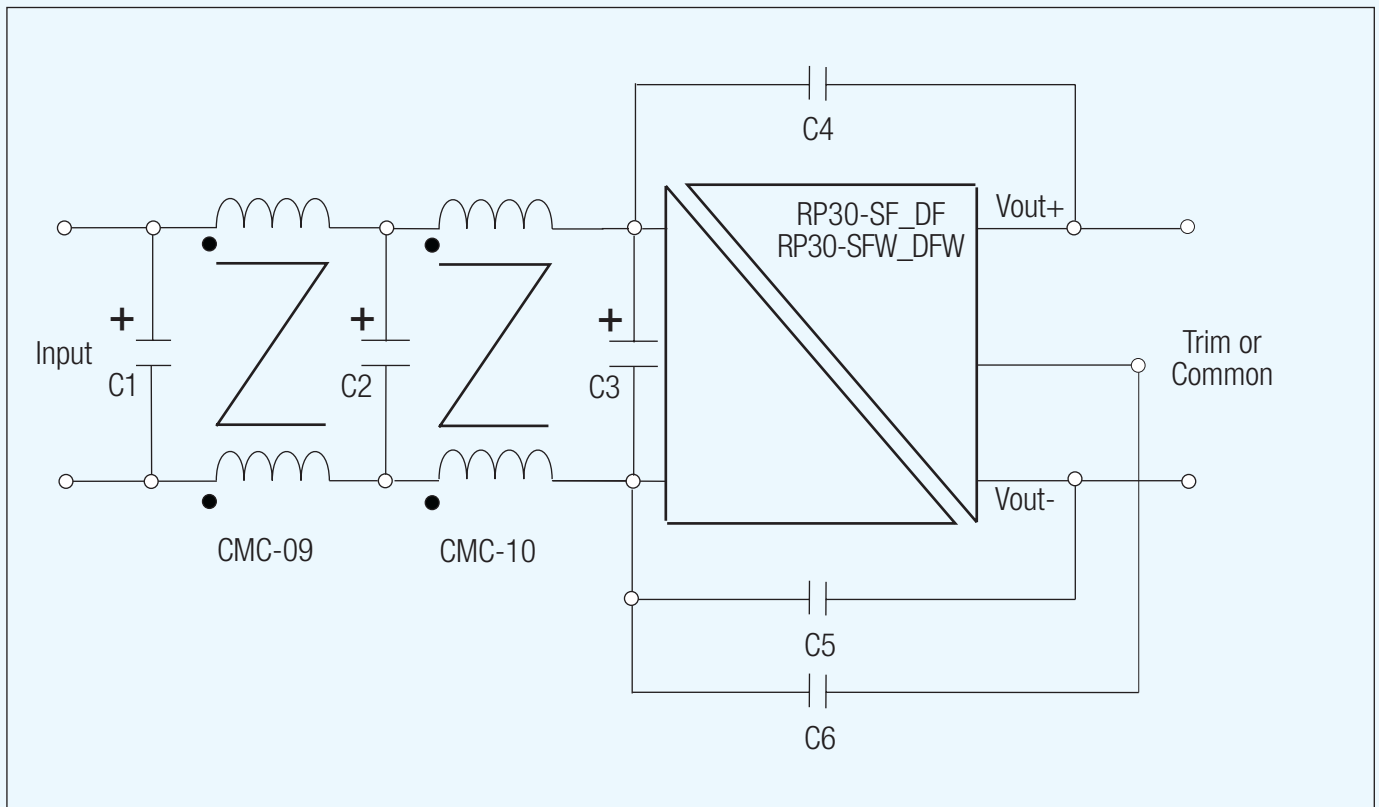 C4
RP30-SF_DF
RP30-SFW_DFW
Vout+
+
+
+
Input
C1
C2
C3
Trim or
Common
Vout-
CMC-09
CMC-10
C5
C6